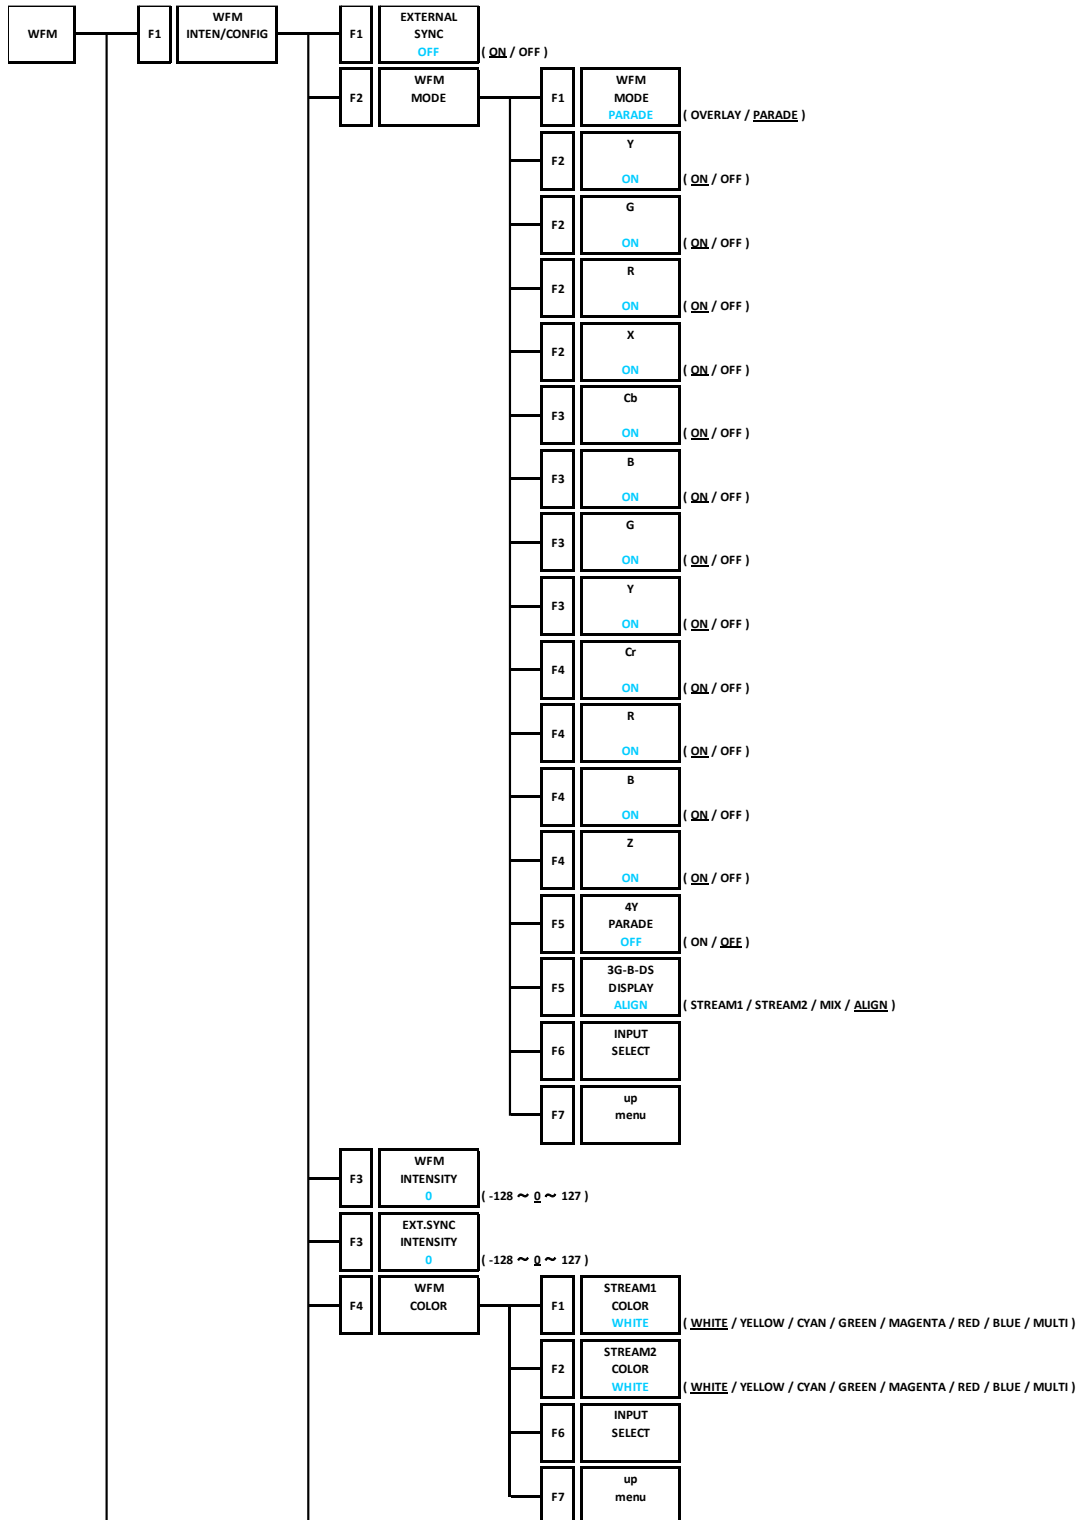 WFM
F1
WFM
INTEN/CONFIG
F1
EXTERNAL
SYNC
OFF
( ON / OFF )
F2
WFM
MODE
F1
WFM
MODE
PARADE
( OVERLAY / PARADE )
F2
Y
ON
( ON / OFF )
F2
G
ON
( ON / OFF )
F2
R
ON
( ON / OFF )
F2
X
ON
( ON / OFF )
F3
Cb
ON
( ON / OFF )
F3
B
ON
( ON / OFF )
F3
G
ON
( ON / OFF )
F3
Y
ON
( ON / OFF )
F4
Cr
ON
( ON / OFF )
F4
R
ON
( ON / OFF )
F4
B
ON
( ON / OFF )
F4
Z
ON
( ON / OFF )
F5
4Y
PARADE
OFF
( ON / OFF )
F5
3G-B-DS
DISPLAY
ALIGN
( STREAM1 / STREAM2 / MIX / ALIGN )
F6
INPUT
SELECT
F7
up
menu
F3
WFM
INTENSITY
0
( -128 ～ 0 ～ 127 )
F3
EXT.SYNC
INTENSITY
0
( -128 ～ 0 ～ 127 )
F4
WFM
COLOR
F1
STREAM1
COLOR
WHITE
( WHITE / YELLOW / CYAN / GREEN / MAGENTA / RED / BLUE / MULTI )
F2
STREAM2
COLOR
WHITE
( WHITE / YELLOW / CYAN / GREEN / MAGENTA / RED / BLUE / MULTI )
F6
INPUT
SELECT
F7
up
menu